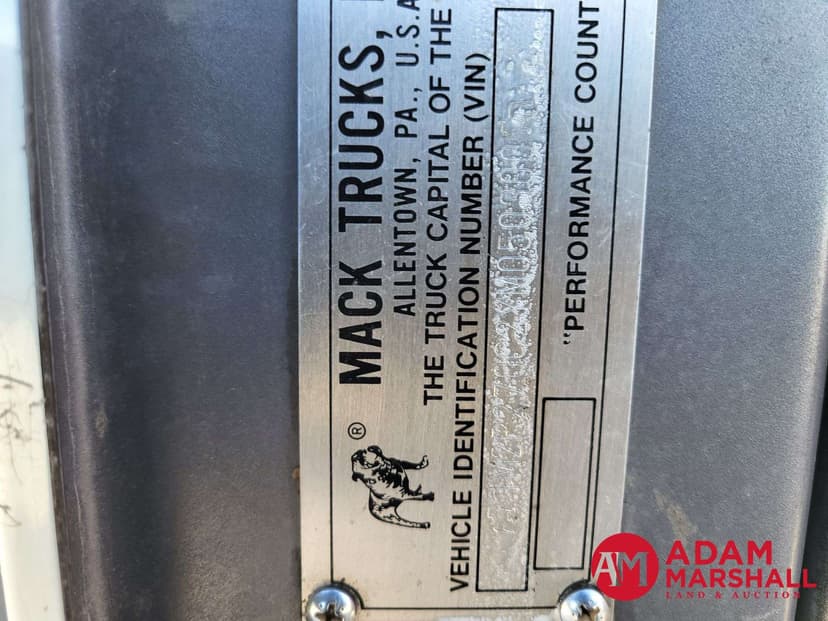 MACK TRUCKS,
ALLENTOWN, PA., U.S.A
THE TRUCK CAPITAL OF THE
VEHICLE IDENTIFICATION NUMBER (VIN)
"PERFORMANCE COUNT
®
AM
ADAM
MARSHALL
LAND & AUCTION